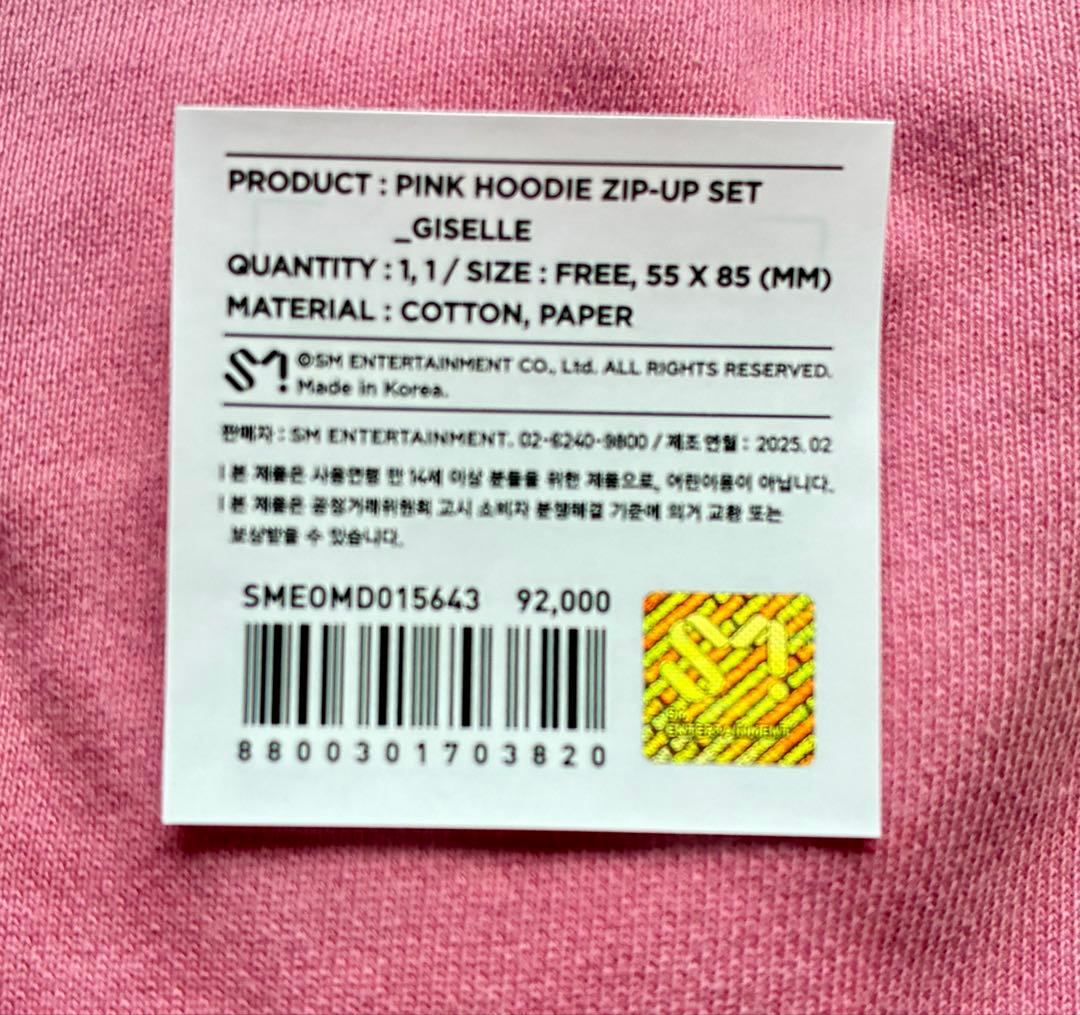 PRODUCT : PINK HOODIE ZIP-UP SET
_GISELLE
QUANTITY : 1, 1 / SIZE : FREE, 55 X 85 (MM)
MATERIAL : COTTON, PAPER
SM ©SM ENTERTAINMENT CO., Ltd. ALL RIGHTS RESERVED.
Made in Korea.
판매자 : SM ENTERTAINMENT. 02-6240-9800 / 제조연월 : 2025. 02
| 본 제품은 사용연령 만 14세 이상 분들을 위한 제품으로, 어린이용이 아닙니다.
| 본 제품은 공정거래위원회 고시 소비자 분쟁해결 기준에 의거 교환 또는
보상받을 수 있습니다.
SMEOMD015643 92,000
8800301703820
SM
SM
ENTERTAINMENT